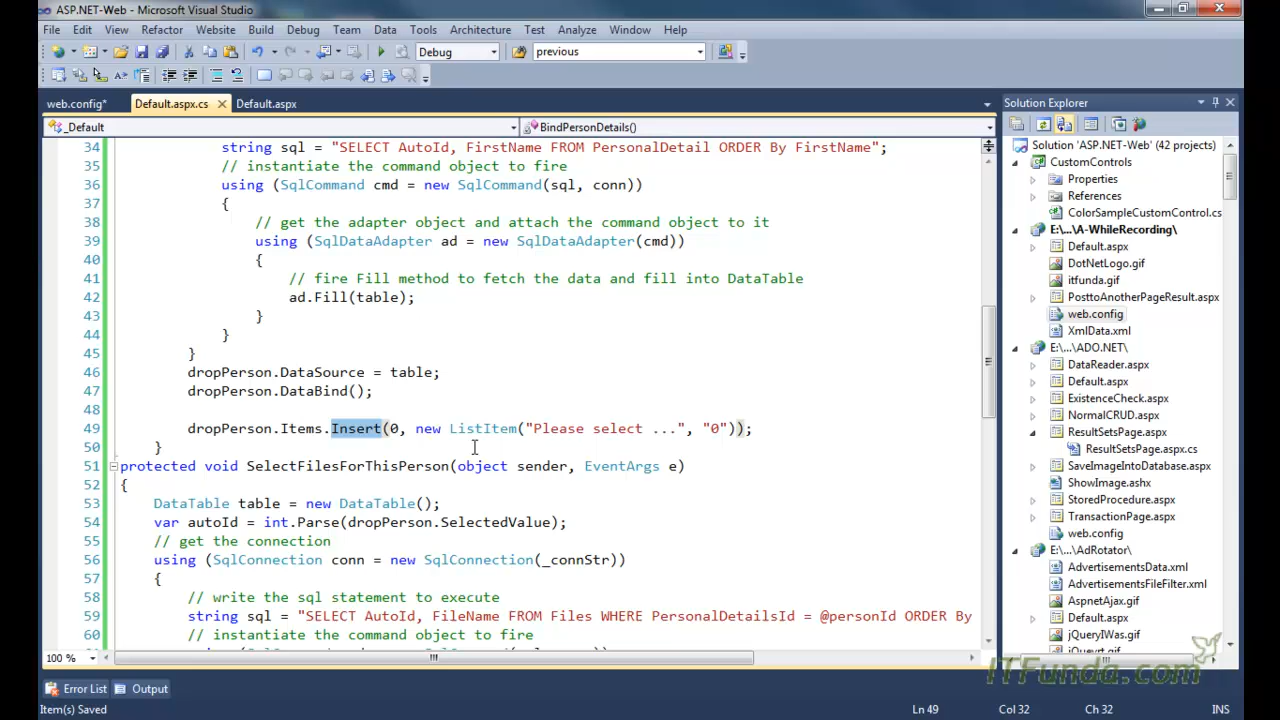 ASP.NET-Web - Microsoft Visual Studio
File Edit View Refactor Website Build Debug Team Data Tools Architecture Test Analyze Window Help
Debug previous
web.config* Default.aspx.cs Default.aspx
_Default BindPersonDetails()
34 string sql = "SELECT AutoId, FirstName FROM PersonalDetail ORDER By FirstName";
35 // instantiate the command object to fire
36 using (SqlCommand cmd = new SqlCommand(sql, conn))
37 {
38 // get the adapter object and attach the command object to it
39 using (SqlDataAdapter ad = new SqlDataAdapter(cmd))
40 {
41 // fire Fill method to fetch the data and fill into DataTable
42 ad.Fill(table);
43 }
44 }
45 }
46 dropPerson.DataSource = table;
47 dropPerson.DataBind();
48
49 dropPerson.Items.Insert(0, new ListItem("Please select ...", "0"));
50 }
51 protected void SelectFilesForThisPerson(object sender, EventArgs e)
52 {
53 DataTable table = new DataTable();
54 var autoId = int.Parse(dropPerson.SelectedValue);
55 // get the connection
56 using (SqlConnection conn = new SqlConnection(_connStr))
57 {
58 // write the sql statement to execute
59 string sql = "SELECT AutoId, FileName FROM Files WHERE PersonalDetailsId = @personId ORDER By
60 // instantiate the command object to fire
100 %
Solution Explorer
Solution 'ASP.NET-Web' (42 projects)
CustomControls
Properties
References
ColorSampleCustomControl.cs
E:\...\A-WhileRecording\
Default.aspx
DotNetLogo.gif
itfunda.gif
PosttoAnotherPageResult.aspx
web.config
XmlData.xml
E:\...\ADO.NET\
DataReader.aspx
Default.aspx
ExistenceCheck.aspx
NormalCRUD.aspx
ResultSetsPage.aspx
ResultSetsPage.aspx.cs
SaveImageIntoDatabase.aspx
ShowImage.ashx
StoredProcedure.aspx
TransactionPage.aspx
web.config
E:\...\AdRotator\
AdvertisementsData.xml
AdvertisementsFileFilter.xml
AspnetAjax.gif
Default.aspx
jQueryIWas.gif
ITFunda.com
Error List Output
Item(s) Saved Ln 49 Col 32 Ch 32 INS